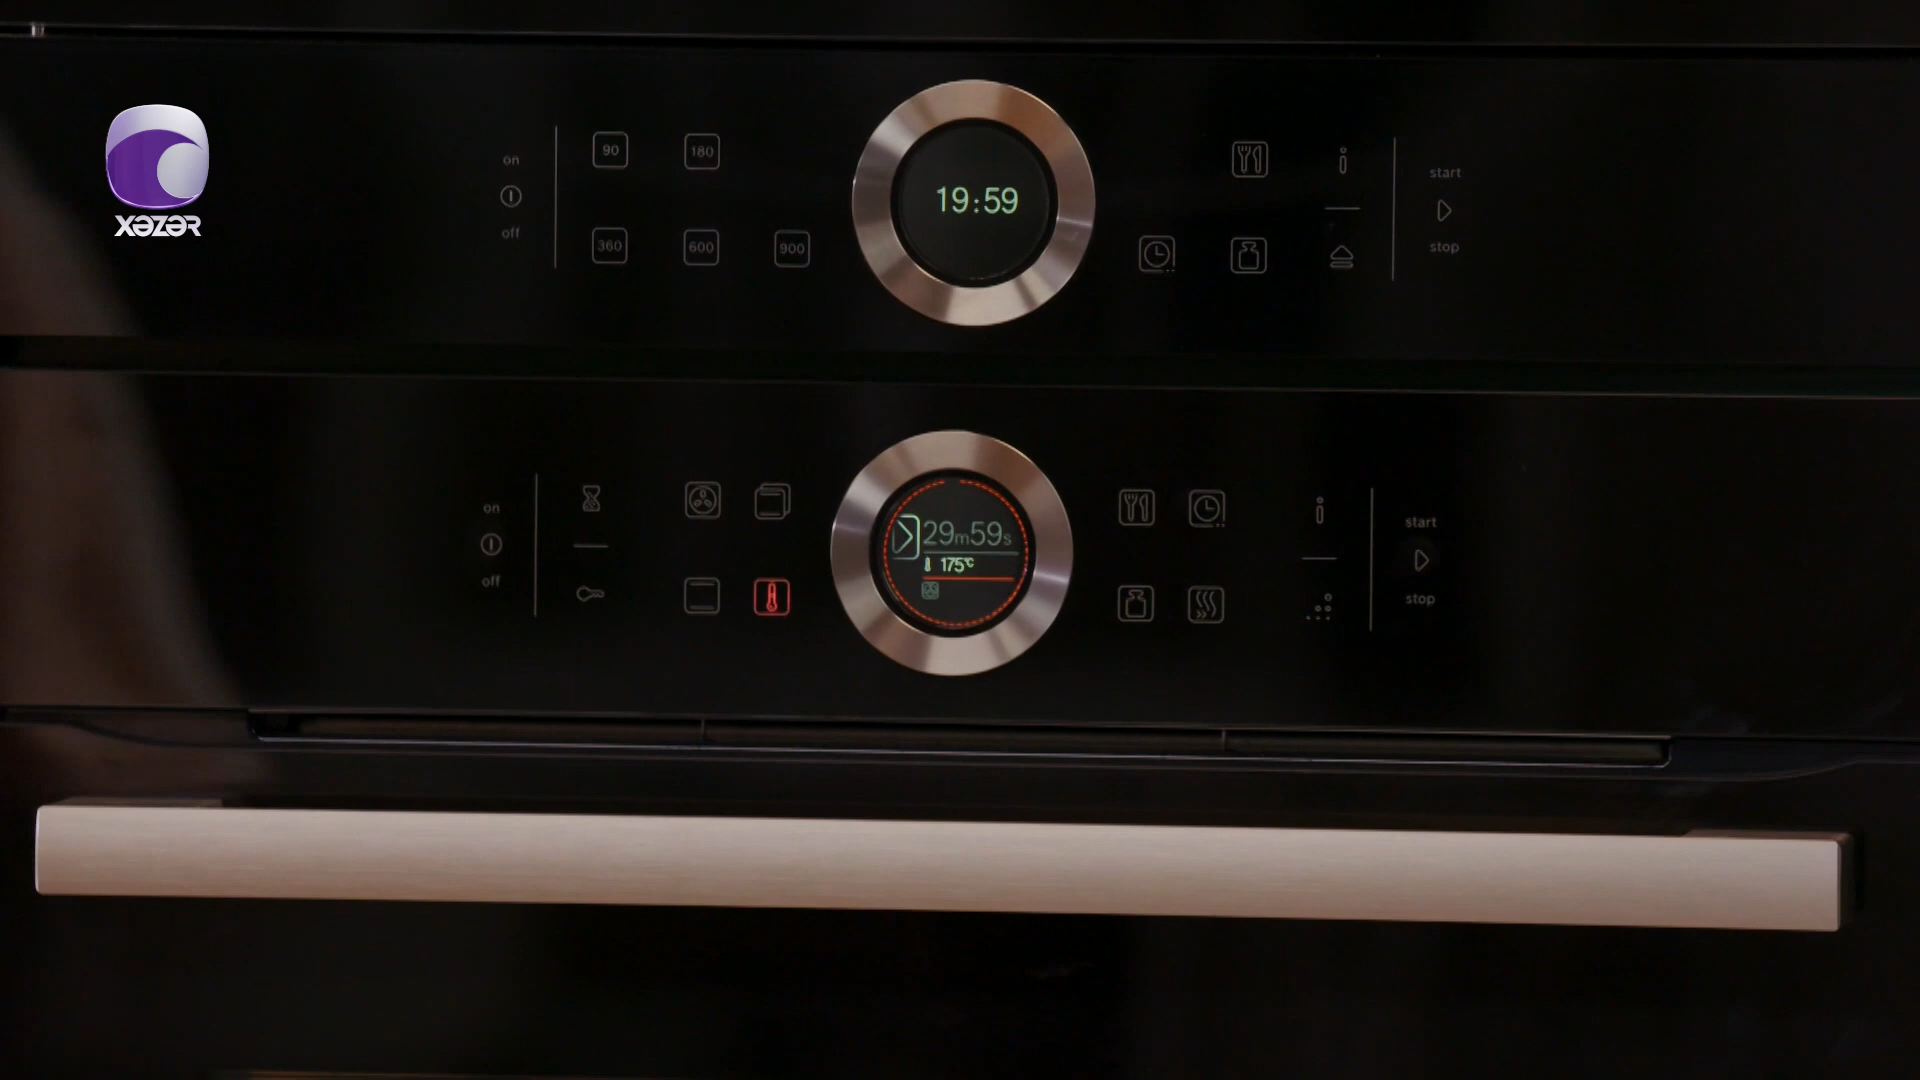 XƏZƏR
on
off
90
180
360
600
900
19:59
start
stop
on
off
29m59s
175°C
start
stop